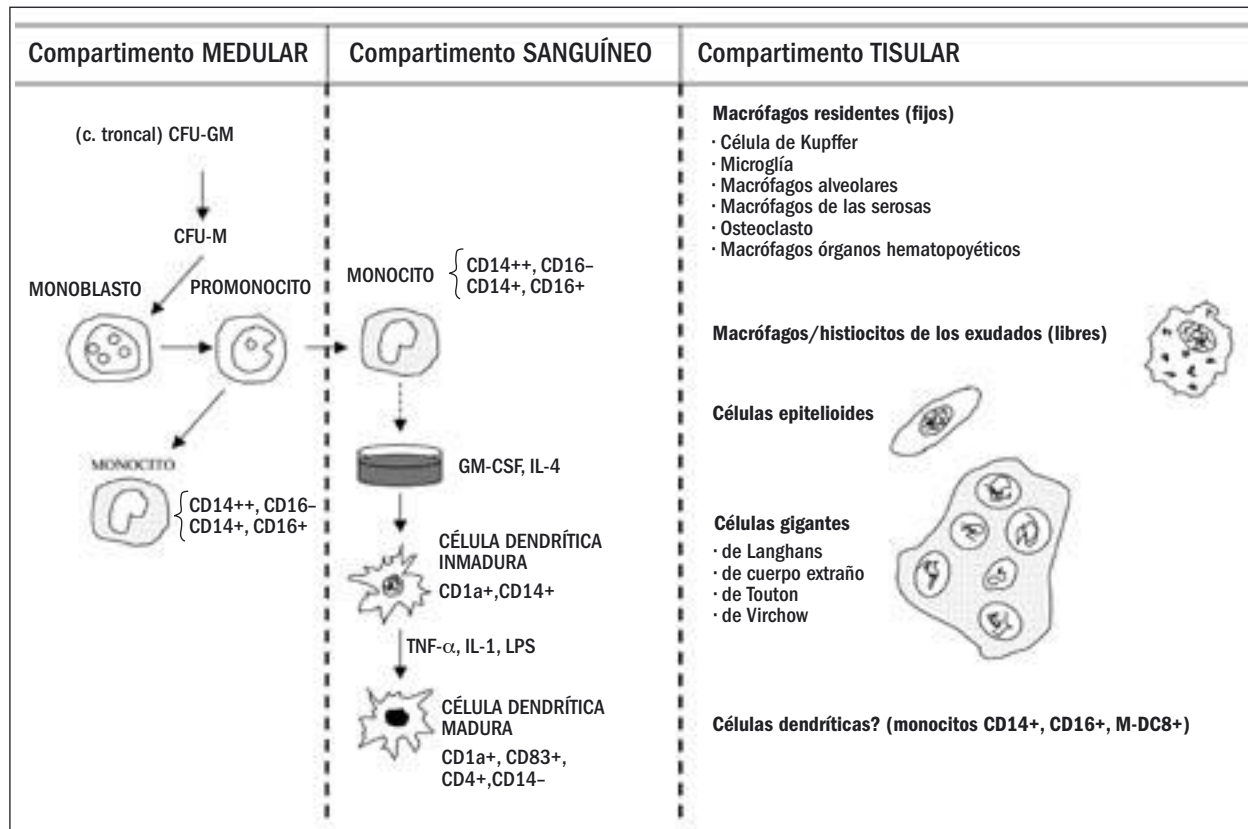 Compartimento MEDULAR
Compartimento SANGUÍNEO
Compartimento TISULAR
(c. troncal) CFU-GM
CFU-M
MONOBLASTO
PROMONOCITO
MONOCITO
CD14++, CD16–
CD14+, CD16+
MONOCITO
CD14++, CD16–
CD14+, CD16+
GM-CSF, IL-4
CÉLULA DENDRÍTICA
INMADURA
CD1a+,CD14+
TNF-α, IL-1, LPS
CÉLULA DENDRÍTICA
MADURA
CD1a+, CD83+,
CD4+,CD14–
Macrófagos residentes (fijos)
· Célula de Kupffer
· Microglía
· Macrófagos alveolares
· Macrófagos de las serosas
· Osteoclasto
· Macrófagos órganos hematopoyéticos
Macrófagos/histiocitos de los exudados (libres)
Células epitelioides
Células gigantes
· de Langhans
· de cuerpo extraño
· de Touton
· de Virchow
Células dendríticas? (monocitos CD14+, CD16+, M-DC8+)